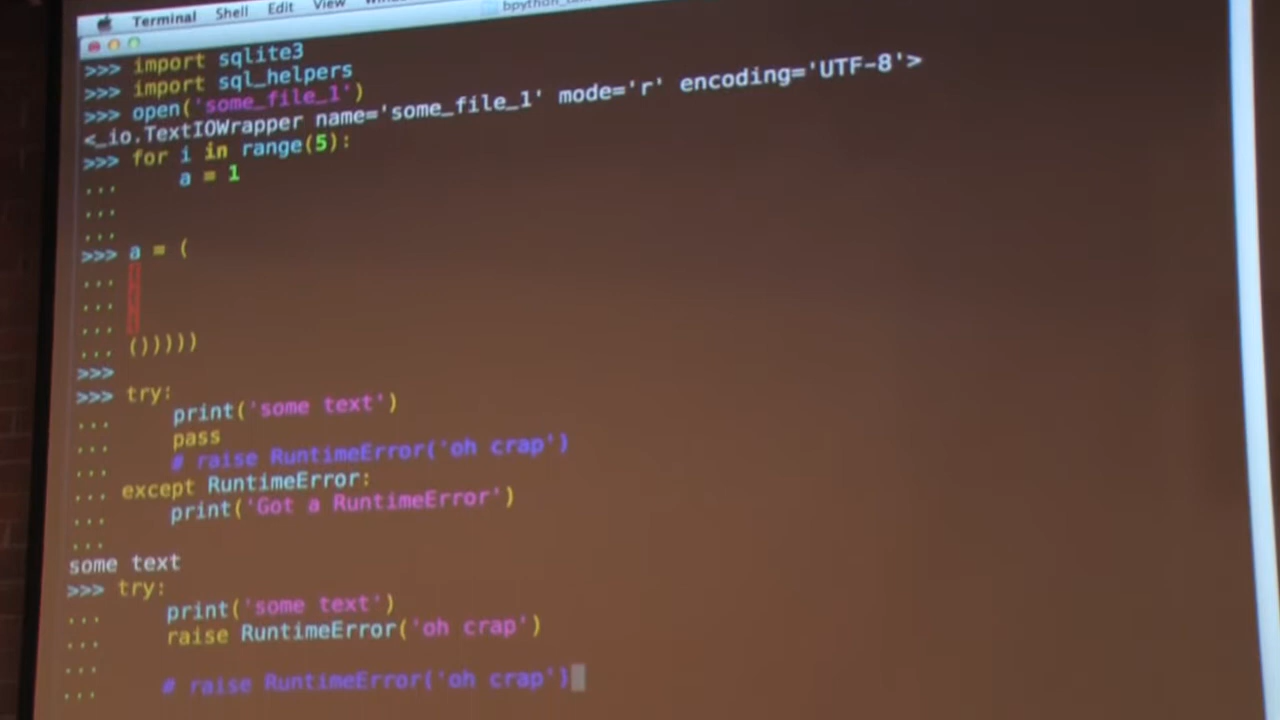 Terminal Shell Edit View
>>> import sqlite3
>>> import sql_helpers
>>> open('some_file_1')
<_io.TextIOWrapper name='some_file_1' mode='r' encoding='UTF-8'>
>>> for i in range(5):
...     a = 1
...
...
>>> a = (
... (
... (
... (
... ()))))
>>>
>>> try:
...     print('some text')
...     pass
...     # raise RuntimeError('oh crap')
... except RuntimeError:
...     print('Got a RuntimeError')
...
some text
>>> try:
...     print('some text')
...     raise RuntimeError('oh crap')
...
...     # raise RuntimeError('oh crap')